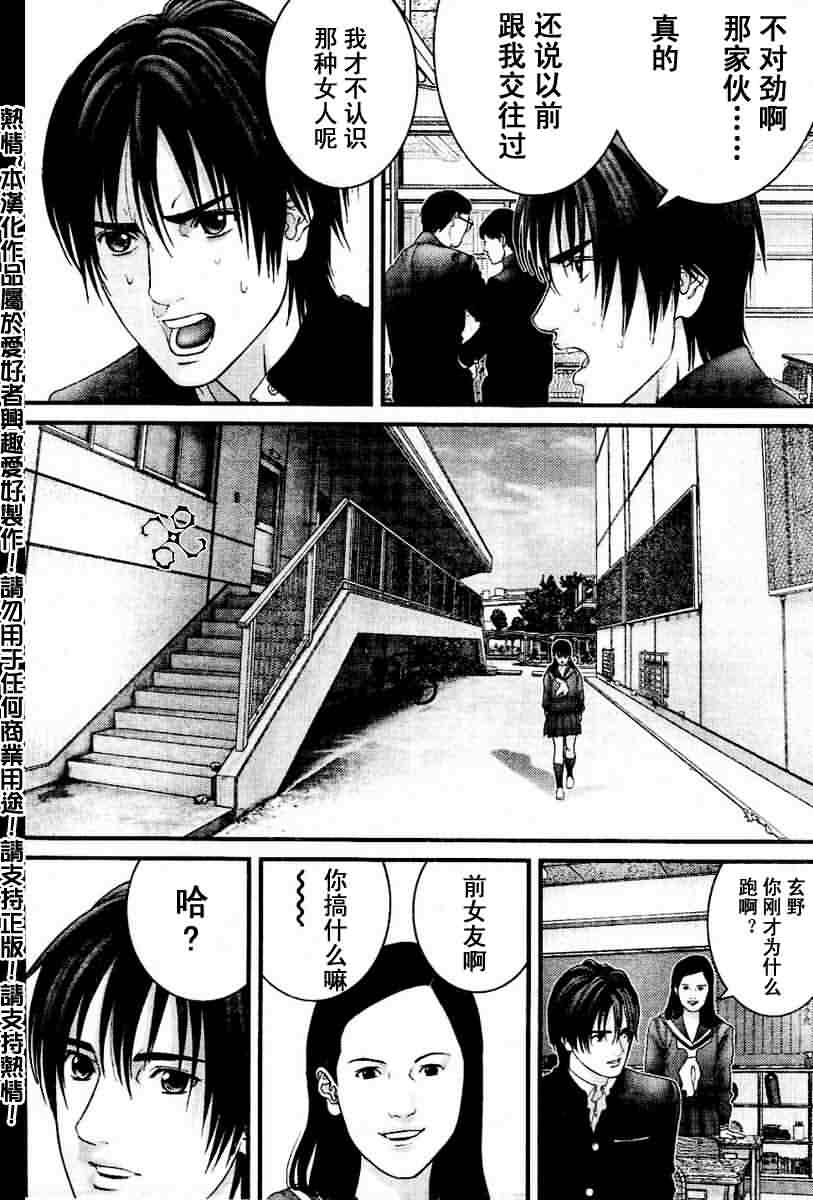 不对劲啊
那家伙……
真的
还说以前
跟我交往过
我才不认识
那种女人呢
玄野
你刚才为什么
跑啊?
前女友啊
你搞什么嘛
哈
?
熱情,本漢化作品屬於愛好者興趣愛好製作!請勿用于任何商業用途!請支持正版!請支持熱情!